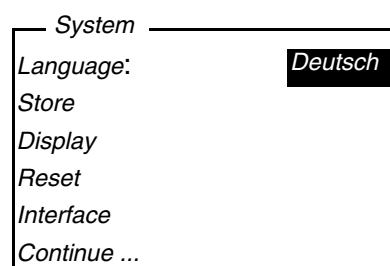 System
Language: Deutsch
Store
Display
Reset
Interface
Continue ...